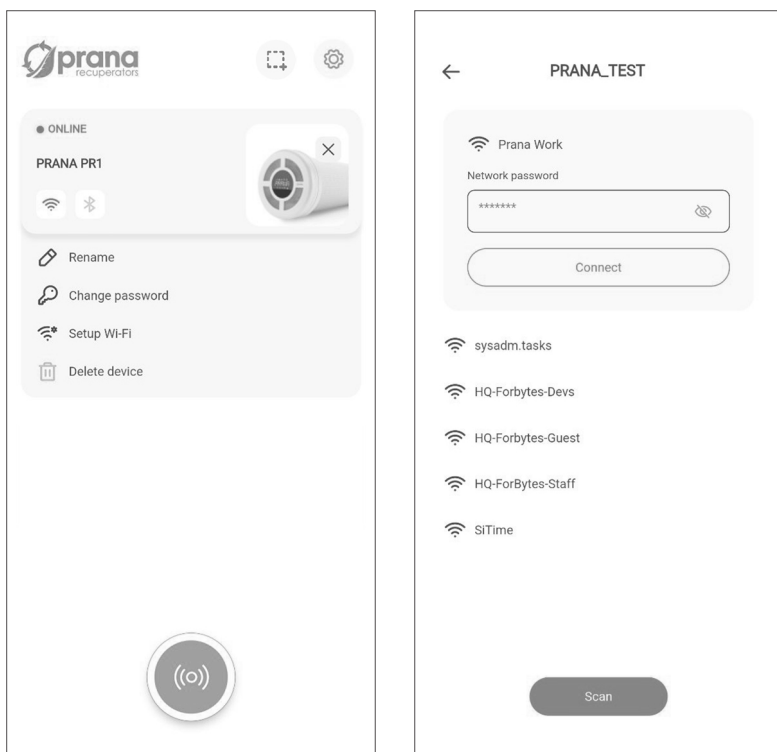 prana
recuperators
ONLINE
PRANA PR1
Rename
Change password
Setup Wi-Fi
Delete device
PRANA_TEST
Prana Work
Network password
*******
Connect
sysadm.tasks
HQ-Forbytes-Devs
HQ-Forbytes-Guest
HQ-ForBytes-Staff
SiTime
Scan